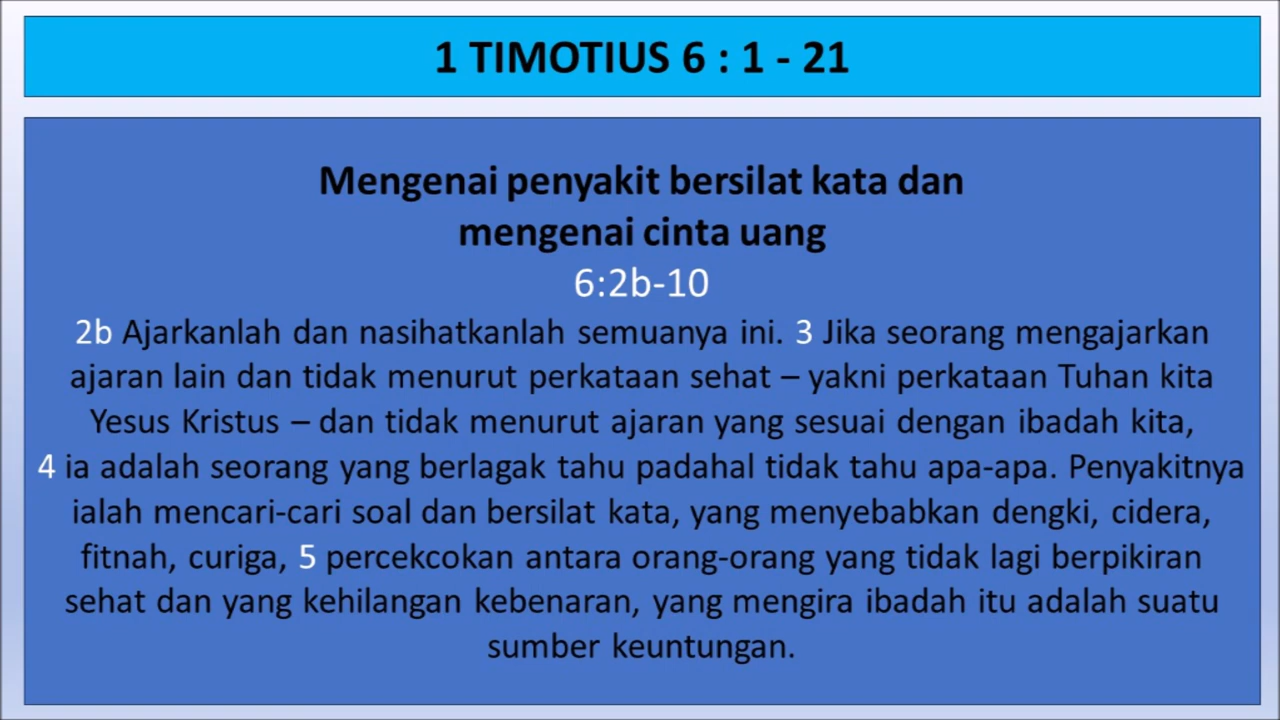 1 TIMOTIUS 6 : 1 - 21
Mengenai penyakit bersilat kata dan
mengenai cinta uang
6:2b-10
2b Ajarkanlah dan nasihatkanlah semuanya ini. 3 Jika seorang mengajarkan
ajaran lain dan tidak menurut perkataan sehat – yakni perkataan Tuhan kita
Yesus Kristus – dan tidak menurut ajaran yang sesuai dengan ibadah kita,
4 ia adalah seorang yang berlagak tahu padahal tidak tahu apa-apa. Penyakitnya
ialah mencari-cari soal dan bersilat kata, yang menyebabkan dengki, cidera,
fitnah, curiga, 5 percekcokan antara orang-orang yang tidak lagi berpikiran
sehat dan yang kehilangan kebenaran, yang mengira ibadah itu adalah suatu
sumber keuntungan.